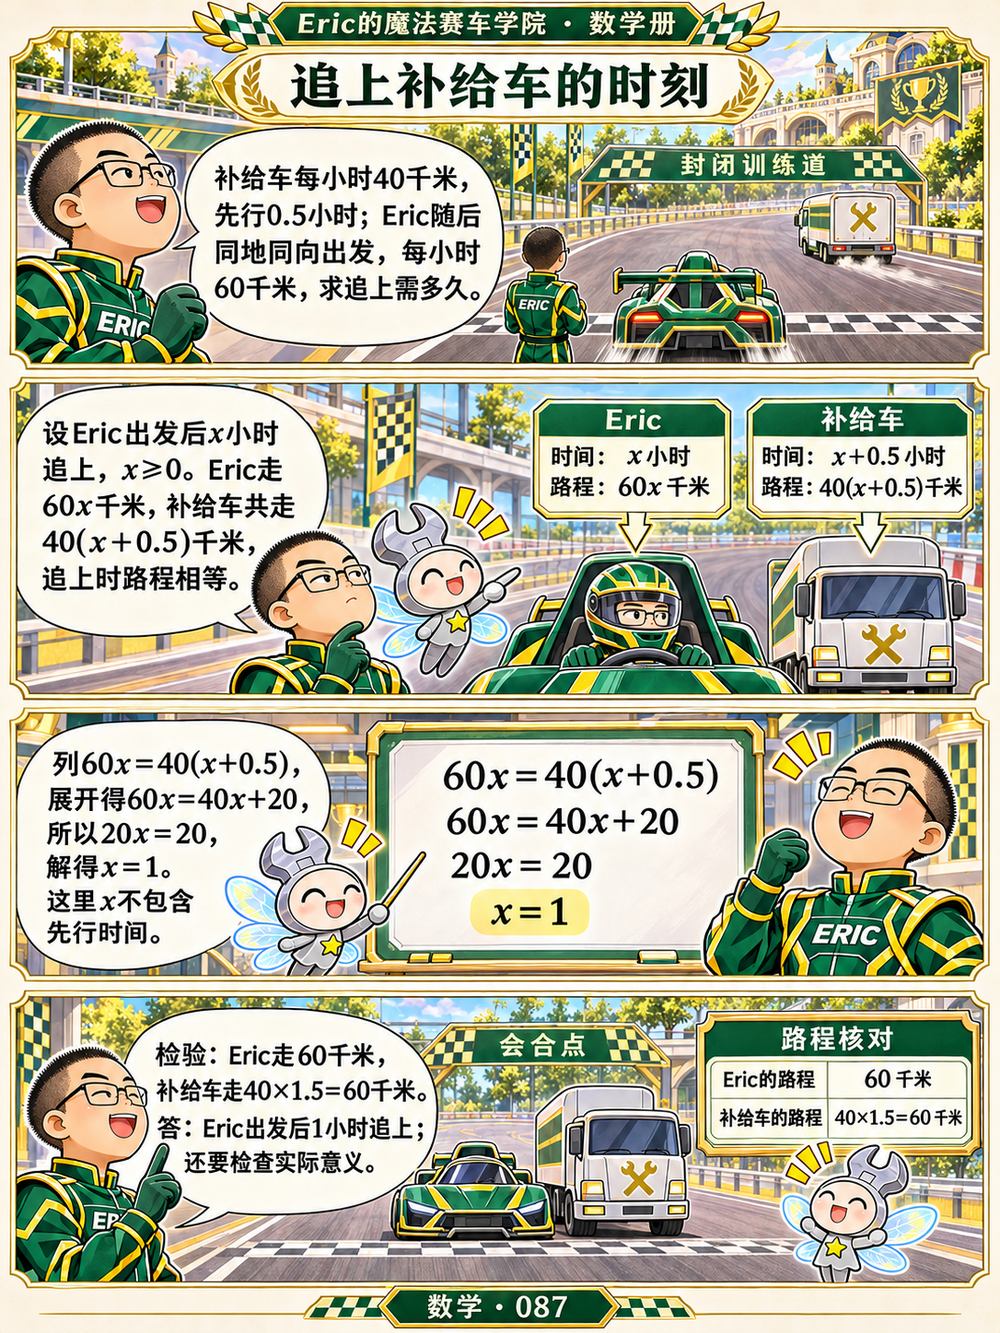 Eric的魔法赛车学院 · 数学册
追上补给车的时刻
补给车每小时40千米，
先行0.5小时；Eric随后
同地同向出发，每小时
60千米，求追上需多久。
封闭训练道
ERIC
ERIC
设Eric出发后x小时
追上，x≥0。Eric走
60x千米，补给车共走
40(x+0.5)千米，
追上时路程相等。
Eric
时间： x小时
路程： 60x千米
补给车
时间： x+0.5小时
路程： 40(x+0.5)千米
列60x=40(x+0.5)，
展开得60x=40x+20，
所以20x=20，
解得x=1。
这里x不包含
先行时间。
60x=40(x+0.5)
60x=40x+20
20x=20
x=1
ERIC
检验：Eric走60千米，
补给车走40×1.5=60千米。
答：Eric出发后1小时追上；
还要检查实际意义。
ER
会合点
路程核对
Eric的路程 60千米
补给车的路程 40×1.5=60千米
数学 · 087